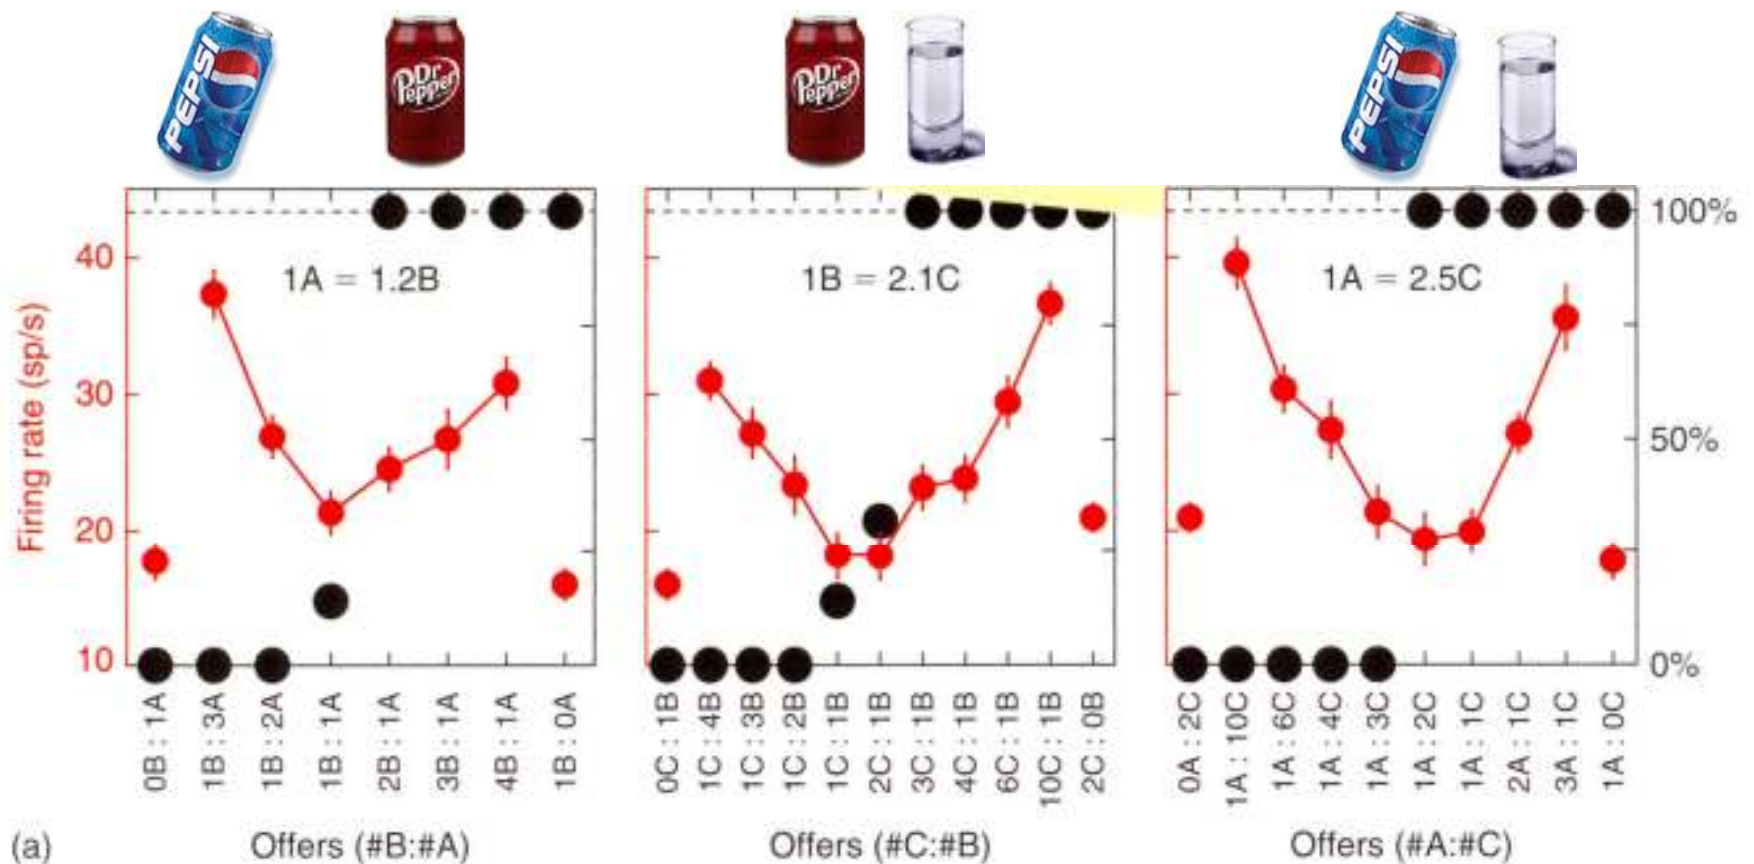 PEPSI
Dr Pepper
Dr Pepper
PEPSI
1A = 1.2B
1B = 2.1C
1A = 2.5C
Firing rate (sp/s)
40
30
20
10
100%
50%
0%
0B : 1A
1B : 3A
1B : 2A
1B : 1A
2B : 1A
3B : 1A
4B : 1A
1B : 0A
0C : 1B
1C : 4B
1C : 3B
1C : 2B
1C : 1B
2C : 1B
3C : 1B
4C : 1B
6C : 1B
10C : 1B
2C : 0B
0A : 2C
1A : 10C
1A : 6C
1A : 4C
1A : 3C
1A : 2C
1A : 1C
2A : 1C
3A : 1C
1A : 0C
(a)
Offers (#B:#A)
Offers (#C:#B)
Offers (#A:#C)